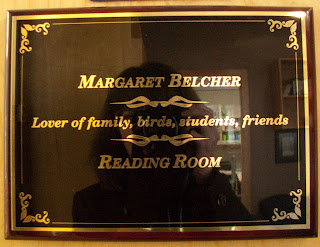 MARGARET BELCHER
Lover of family, birds, students, friends
READING ROOM